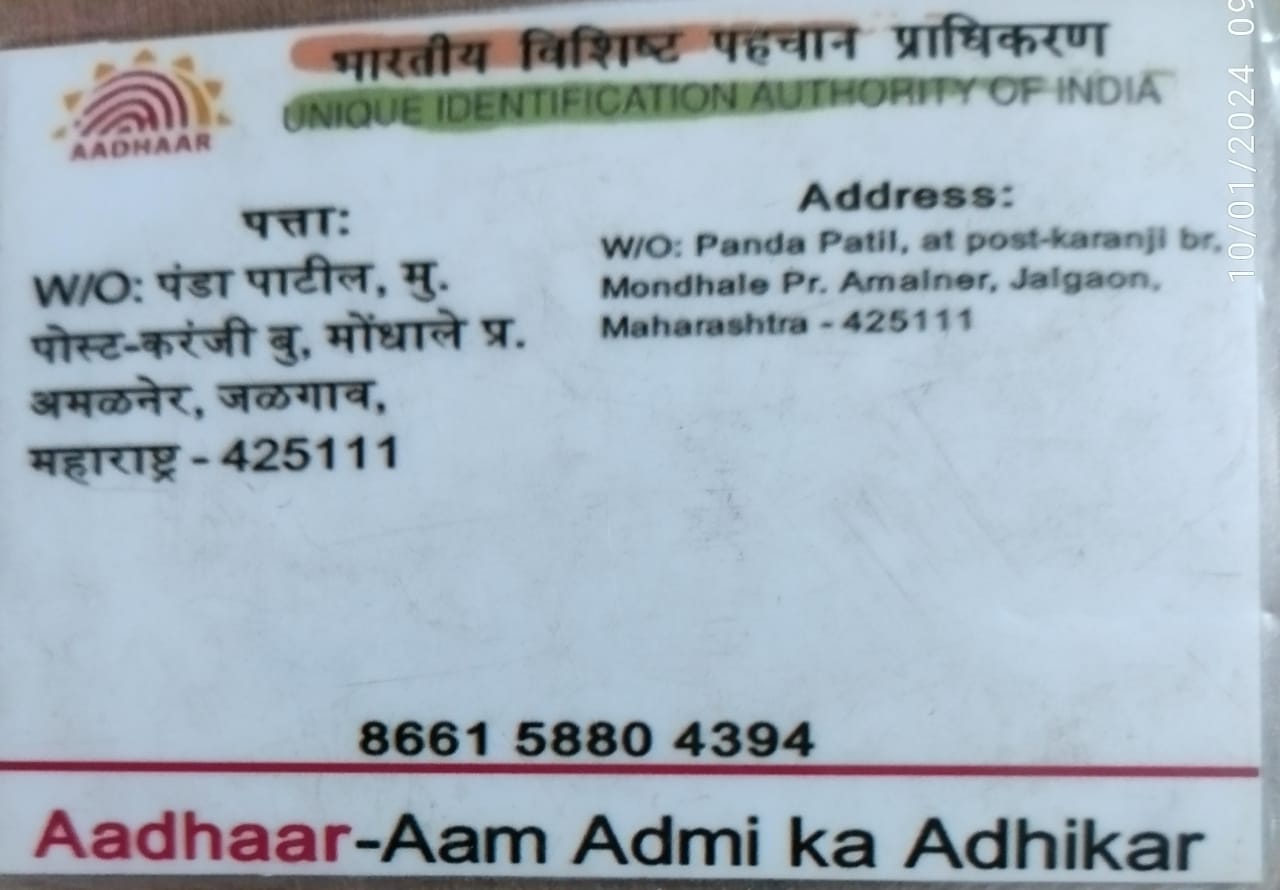 भारतीय विशिष्ट पहचान प्राधिकरण
UNIQUE IDENTIFICATION AUTHORITY OF INDIA
AADHAAR
पत्ता:
W/O: पंडा पाटील, मु.
पोस्ट-करंजी बु, मोंधाले प्र.
अमळनेर, जळगाव,
महाराष्ट्र - 425111
Address:
W/O: Panda Patil, at post-karanji br,
Mondhale Pr. Amalner, Jalgaon,
Maharashtra - 425111
8661 5880 4394
Aadhaar-Aam Admi ka Adhikar
10/01/2024 09